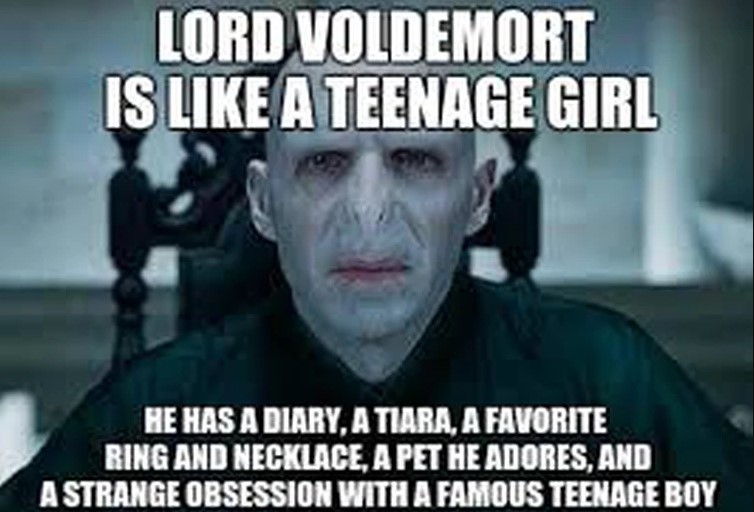 LORD VOLDEMORT
IS LIKE A TEENAGE GIRL
HE HAS A DIARY, A TIARA, A FAVORITE
RING AND NECKLACE, A PET HE ADORES, AND
A STRANGE OBSESSION WITH A FAMOUS TEENAGE BOY